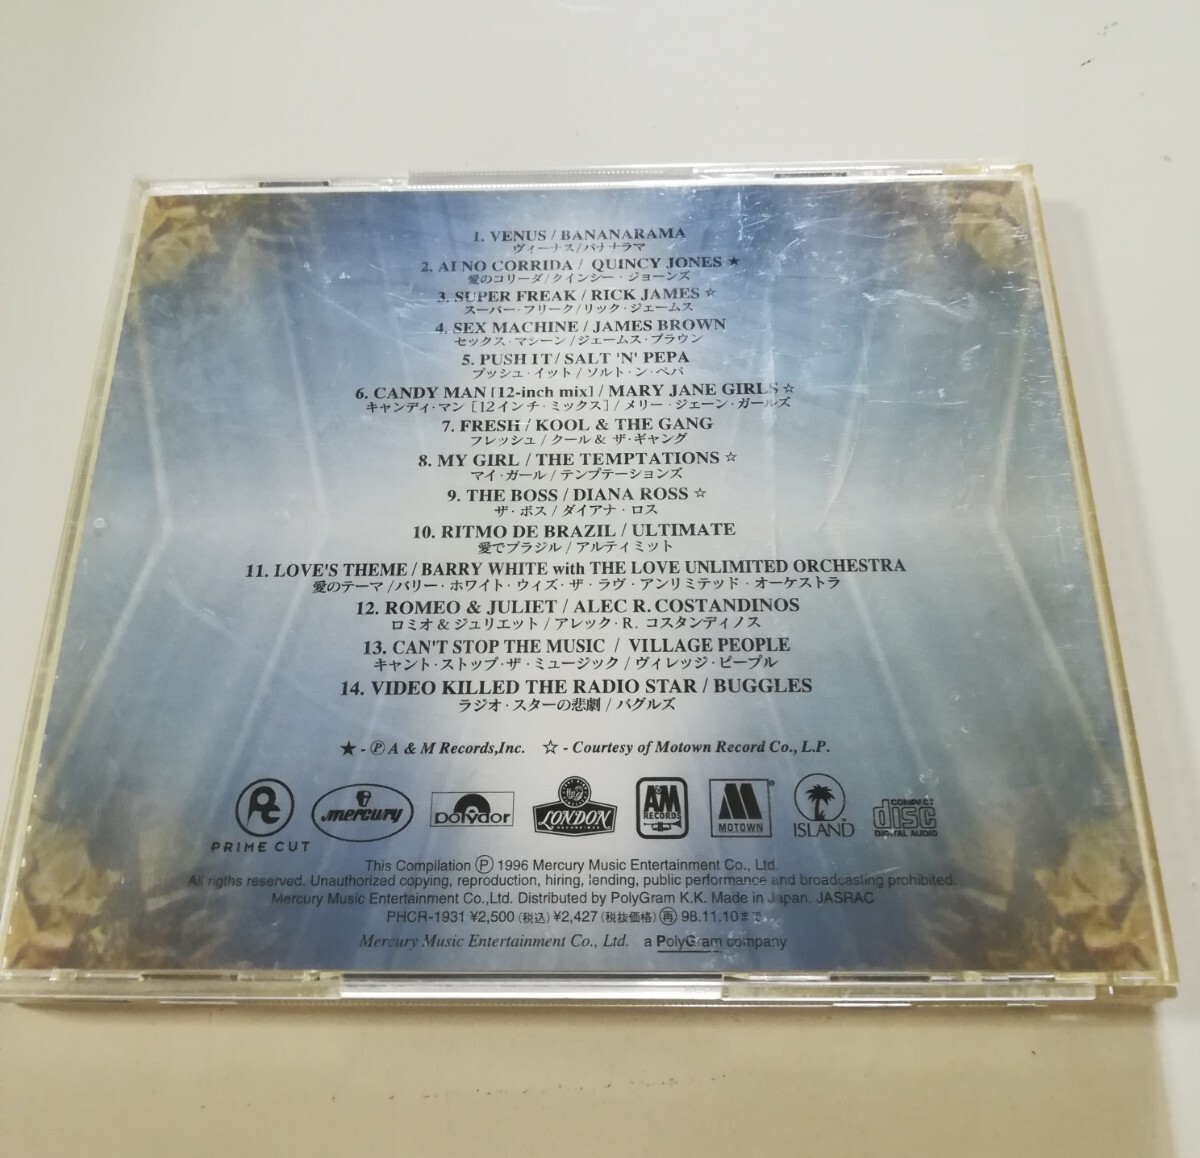 1. VENUS / BANANARAMA
ヴィーナス/バナナラマ
2. AI NO CORRIDA / QUINCY JONES ★
愛のコリーダ/クインシー・ジョーンズ
3. SUPER FREAK / RICK JAMES ☆
スーパー・フリーク/リック・ジェームス
4. SEX MACHINE / JAMES BROWN
セックス・マシーン/ジェームス・ブラウン
5. PUSH IT / SALT 'N' PEPA
プッシュ・イット / ソルト・ン・ペパ
6. CANDY MAN [12-inch mix] / MARY JANE GIRLS ☆
キャンディ・マン [12インチ・ミックス] / メリー・ジェーン・ガールズ
7. FRESH / KOOL & THE GANG
フレッシュ / クール & ザ・ギャング
8. MY GIRL / THE TEMPTATIONS ☆
マイ・ガール / テンプテーションズ
9. THE BOSS / DIANA ROSS ☆
ザ・ボス / ダイアナ・ロス
10. RITMO DE BRAZIL / ULTIMATE
愛でブラジル / アルティミット
11. LOVE'S THEME / BARRY WHITE with THE LOVE UNLIMITED ORCHESTRA
愛のテーマ / バリー・ホワイト・ウィズ・ザ・ラヴ・アンリミテッド・オーケストラ
12. ROMEO & JULIET / ALEC R. COSTANDINOS
ロミオ & ジュリエット / アレック・R. コスタンディノス
13. CAN'T STOP THE MUSIC / VILLAGE PEOPLE
キャント・ストップ・ザ・ミュージック / ヴィレッジ・ピープル
14. VIDEO KILLED THE RADIO STAR / BUGGLES
ラジオ・スターの悲劇 / バグルズ
★ - Ⓟ A & M Records,Inc. ☆ - Courtesy of Motown Record Co., L.P.
PRIME CUT
mercury
polydor
LONDON
RECORDINGS
A&M
RECORDS
MOTOWN
ISLAND™
COMPACT
disc
DIGITAL AUDIO
This Compilation Ⓟ 1996 Mercury Music Entertainment Co., Ltd.
All rigths reserved. Unauthorized copying, reproduction, hiring, lending, public performance and broadcasting prohibited.
Mercury Music Entertainment Co.,Ltd. Distributed by PolyGram K.K. Made in Japan. JASRAC
PHCR-1931 ¥2,500 (税込) ¥2,427 (税抜価格) ㊢ 98.11.10まで
Mercury Music Entertainment Co., Ltd. a PolyGram company